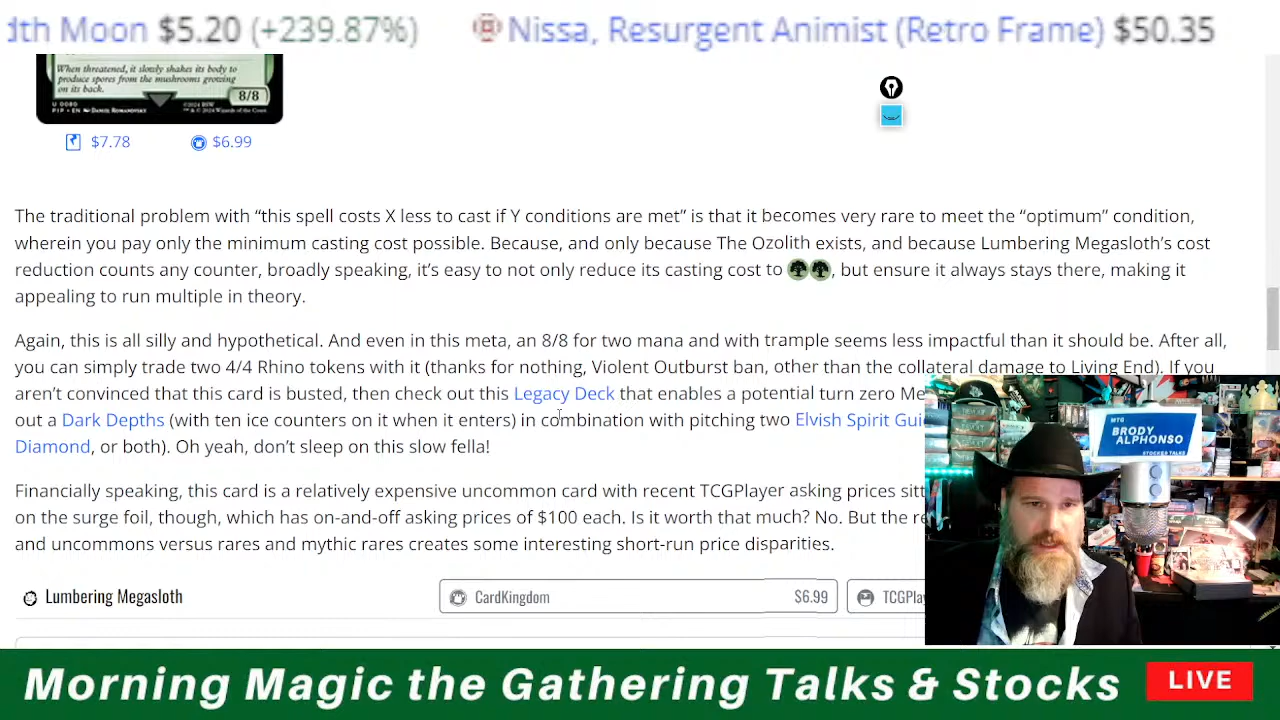 dth Moon $5.20 (+239.87%) Nissa, Resurgent Animist (Retro Frame) $50.35
When threatened, it slowly shakes its body to
produce spores from the mushrooms growing
on its back.
8/8
$7.78 $6.99
The traditional problem with “this spell costs X less to cast if Y conditions are met” is that it becomes very rare to meet the “optimum” condition,
wherein you pay only the minimum casting cost possible. Because, and only because The Ozolith exists, and because Lumbering Megasloth’s cost
reduction counts any counter, broadly speaking, it’s easy to not only reduce its casting cost to , but ensure it always stays there, making it
appealing to run multiple in theory.
Again, this is all silly and hypothetical. And even in this meta, an 8/8 for two mana and with trample seems less impactful than it should be. After all,
you can simply trade two 4/4 Rhino tokens with it (thanks for nothing, Violent Outburst ban, other than the collateral damage to Living End). If you
aren’t convinced that this card is busted, then check out this Legacy Deck that enables a potential turn zero Me
out a Dark Depths (with ten ice counters on it when it enters) in combination with pitching two Elvish Spirit Gui
Diamond, or both). Oh yeah, don’t sleep on this slow fella!
Financially speaking, this card is a relatively expensive uncommon card with recent TCGPlayer asking prices sitt
on the surge foil, though, which has on-and-off asking prices of $100 each. Is it worth that much? No. But the re
and uncommons versus rares and mythic rares creates some interesting short-run price disparities.
Lumbering Megasloth CardKingdom $6.99 TCGPla
MTG
BRODY
ALPHONSO
STOCKS & TALKS
Morning Magic the Gathering Talks & Stocks LIVE